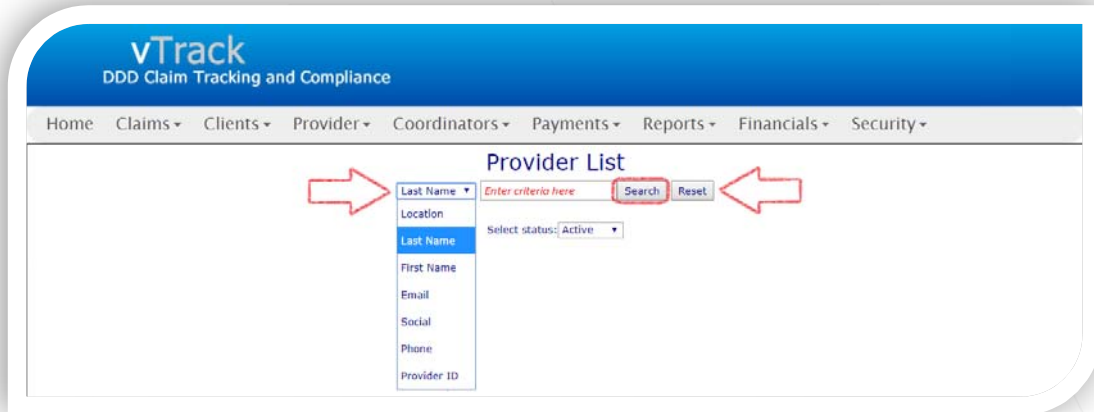 vTrack
DDD Claim Tracking and Compliance
Home Claims Clients Provider Coordinators Payments Reports Financials Security
Provider List
Last Name Enter criteria here Search Reset
Location
Select status: Active
Last Name
First Name
Email
Social
Phone
Provider ID